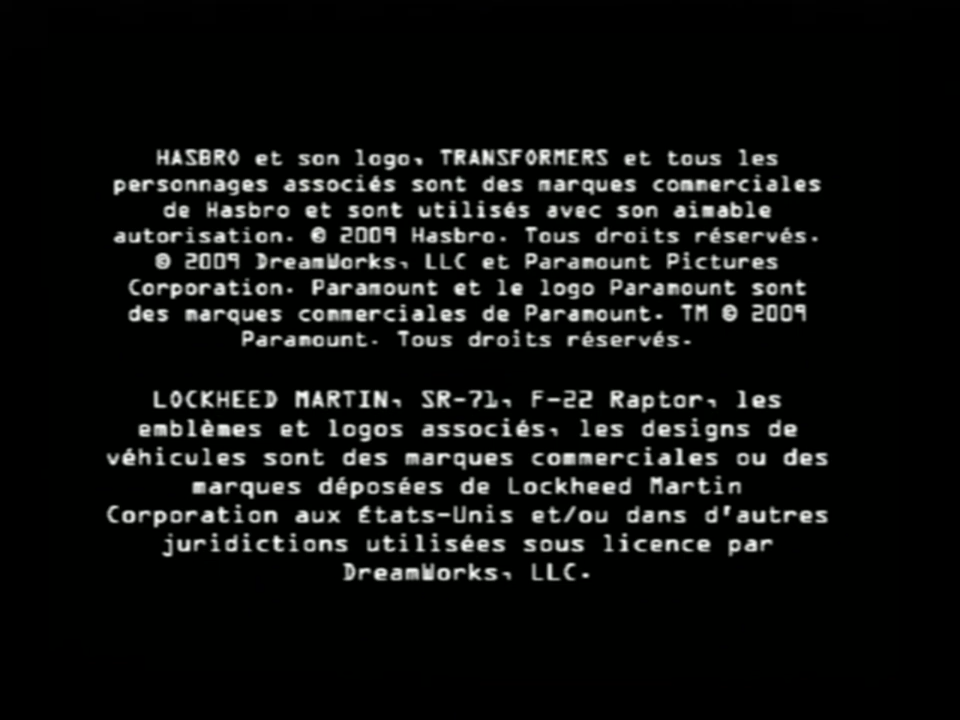 HASBRO et son logo, TRANSFORMERS et tous les
personnages associés sont des marques commerciales
de Hasbro et sont utilisés avec son aimable
autorisation. © 2009 Hasbro. Tous droits réservés.
© 2009 DreamWorks, LLC et Paramount Pictures
Corporation. Paramount et le logo Paramount sont
des marques commerciales de Paramount. TM © 2009
Paramount. Tous droits réservés.
LOCKHEED MARTIN, SR-71, F-22 Raptor, les
emblèmes et logos associés, les designs de
véhicules sont des marques commerciales ou des
marques déposées de Lockheed Martin
Corporation aux États-Unis et/ou dans d'autres
juridictions utilisées sous licence par
DreamWorks, LLC.